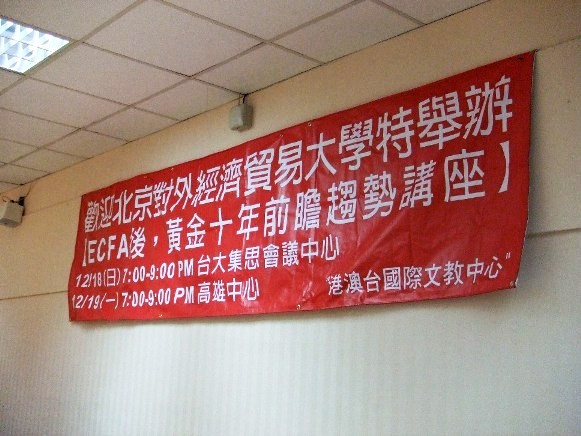 歡迎北京對外經濟貿易大學特舉辦
【ECFA後,黃金十年前瞻趨勢講座】
12/18(日)7:00-9:00 PM 台大集思會議中心
12/19(一)7:00-9:00 PM 高雄中心
港澳台國際文教中心"